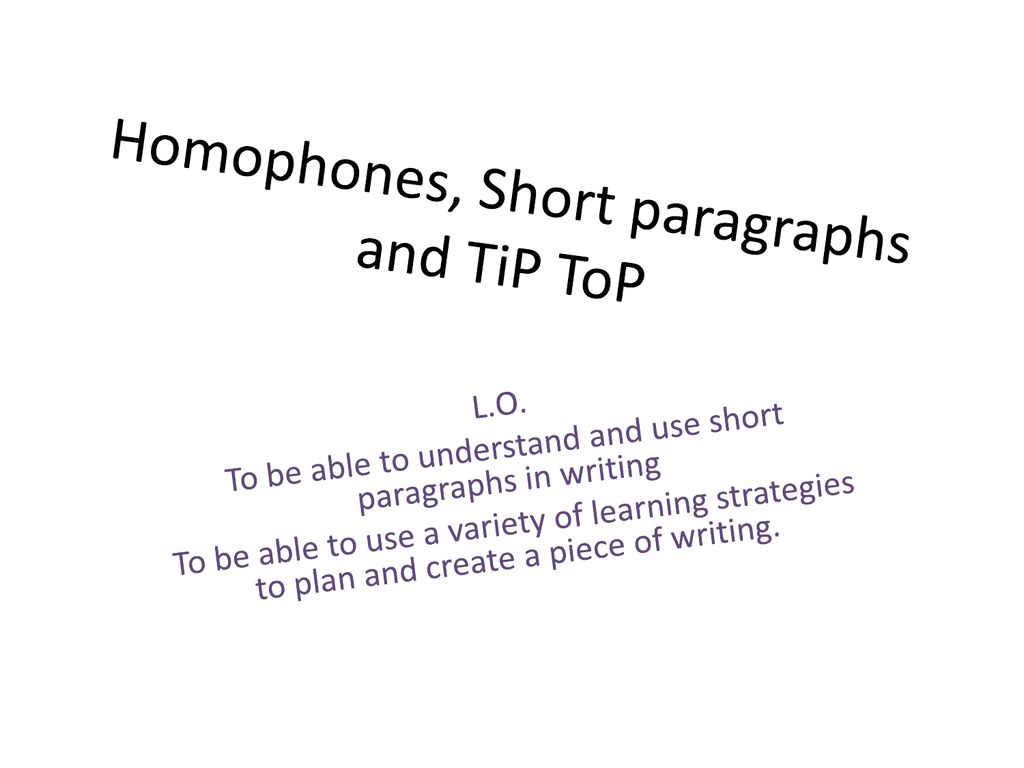 Homophones, Short paragraphs
and TiP ToP
L.O.
To be able to understand and use short
paragraphs in writing
To be able to use a variety of learning strategies
to plan and create a piece of writing.